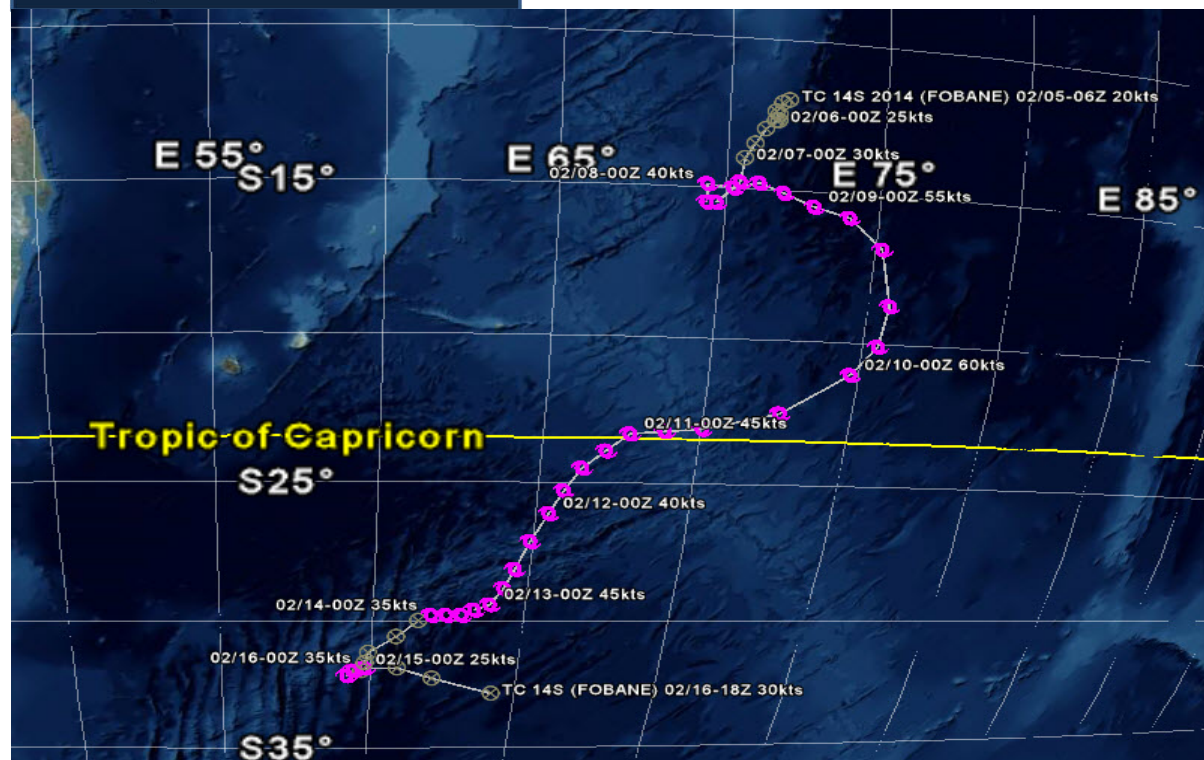 TC 14S 2014 (FOBANE) 02/05-06Z 20kts
02/06-00Z 25kts
E 55°
E 65°
02/07-00Z 30kts
S15°
02/08-00Z 40kts
E 75°
02/09-00Z 55kts
E 85°
02/10-00Z 60kts
02/11-00Z 45kts
Tropic of Capricorn
S25°
02/12-00Z 40kts
02/13-00Z 45kts
02/14-00Z 35kts
02/16-00Z 35kts
02/15-00Z 25kts
TC 14S (FOBANE) 02/16-18Z 30kts
S35°